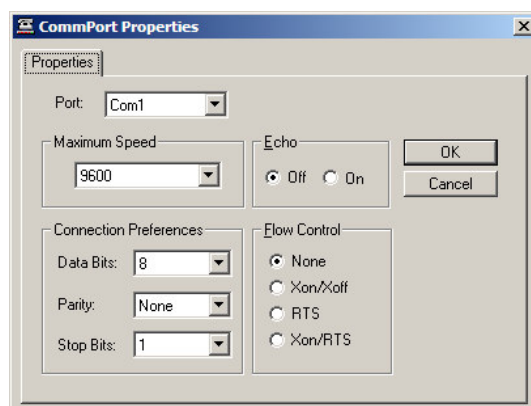 CommPort Properties
Properties
Port: Com1
Maximum Speed
9600
Echo
Off On
OK
Cancel
Connection Preferences
Data Bits: 8
Parity: None
Stop Bits: 1
Flow Control
None
Xon/Xoff
RTS
Xon/RTS